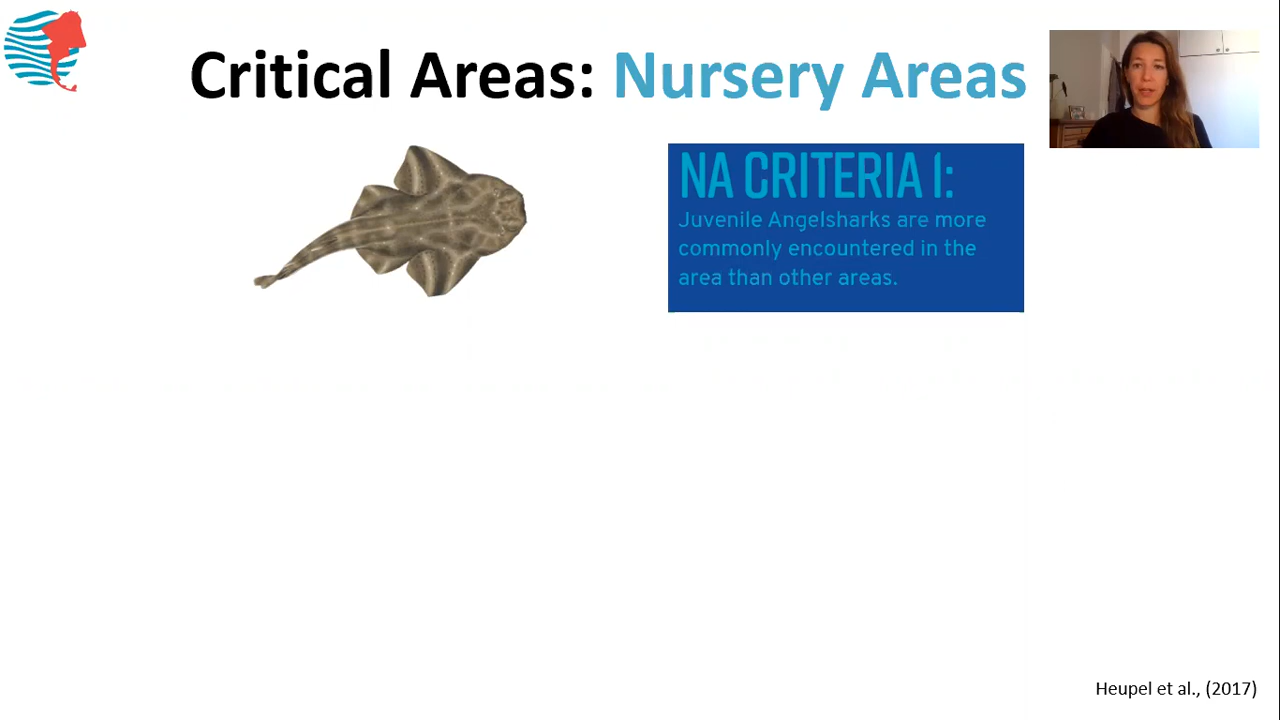 Critical Areas: Nursery Areas
NA CRITERIA 1:
Juvenile Angelsharks are more
commonly encountered in the
area than other areas.
Heupel et al., (2017)